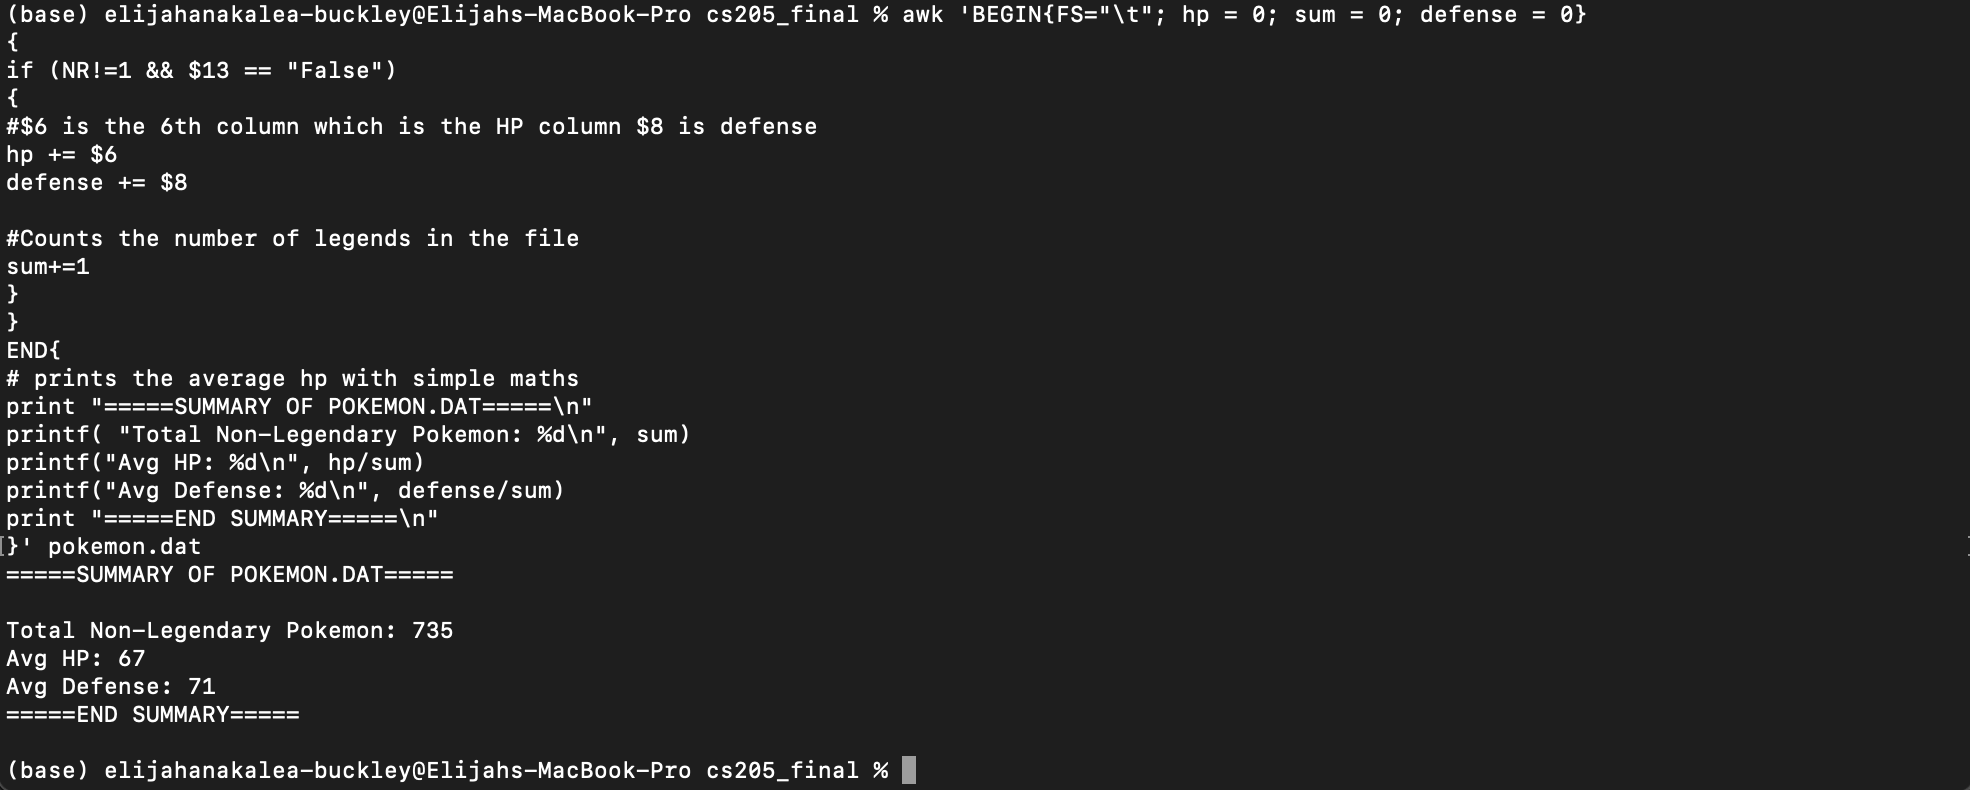 (base) elijahanakalea-buckley@Elijahs-MacBook-Pro cs205_final % awk 'BEGIN{FS="\t"; hp = 0; sum = 0; defense = 0}
{
if (NR!=1 && $13 == "False")
{
#$6 is the 6th column which is the HP column $8 is defense
hp += $6
defense += $8
#Counts the number of legends in the file
sum+=1
}
}
END{
# prints the average hp with simple maths
print "=====SUMMARY OF POKEMON.DAT=====\n"
printf( "Total Non-Legendary Pokemon: %d\n", sum)
printf("Avg HP: %d\n", hp/sum)
printf("Avg Defense: %d\n", defense/sum)
print "=====END SUMMARY=====\n"
}' pokemon.dat
=====SUMMARY OF POKEMON.DAT=====
Total Non-Legendary Pokemon: 735
Avg HP: 67
Avg Defense: 71
=====END SUMMARY=====
(base) elijahanakalea-buckley@Elijahs-MacBook-Pro cs205_final %